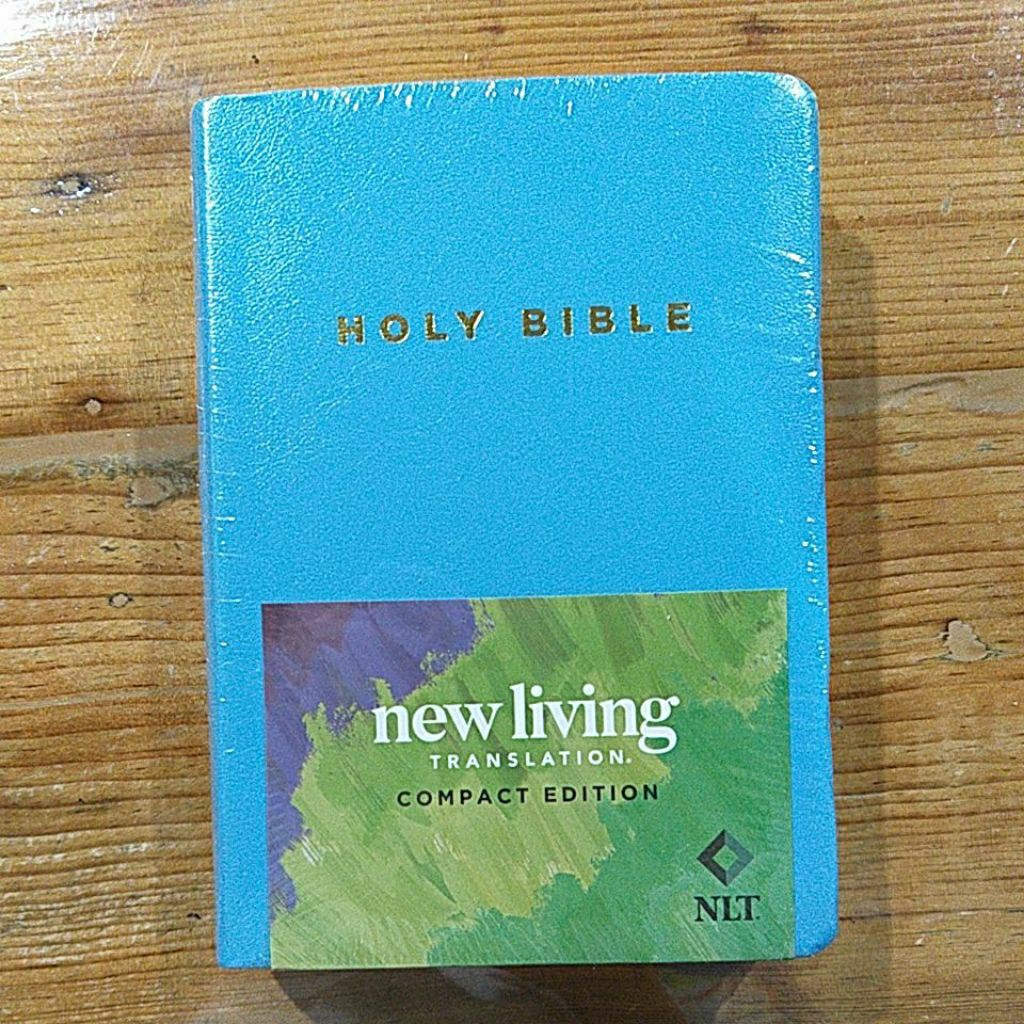 HOLY BIBLE
new living
TRANSLATION®
COMPACT EDITION
NLT